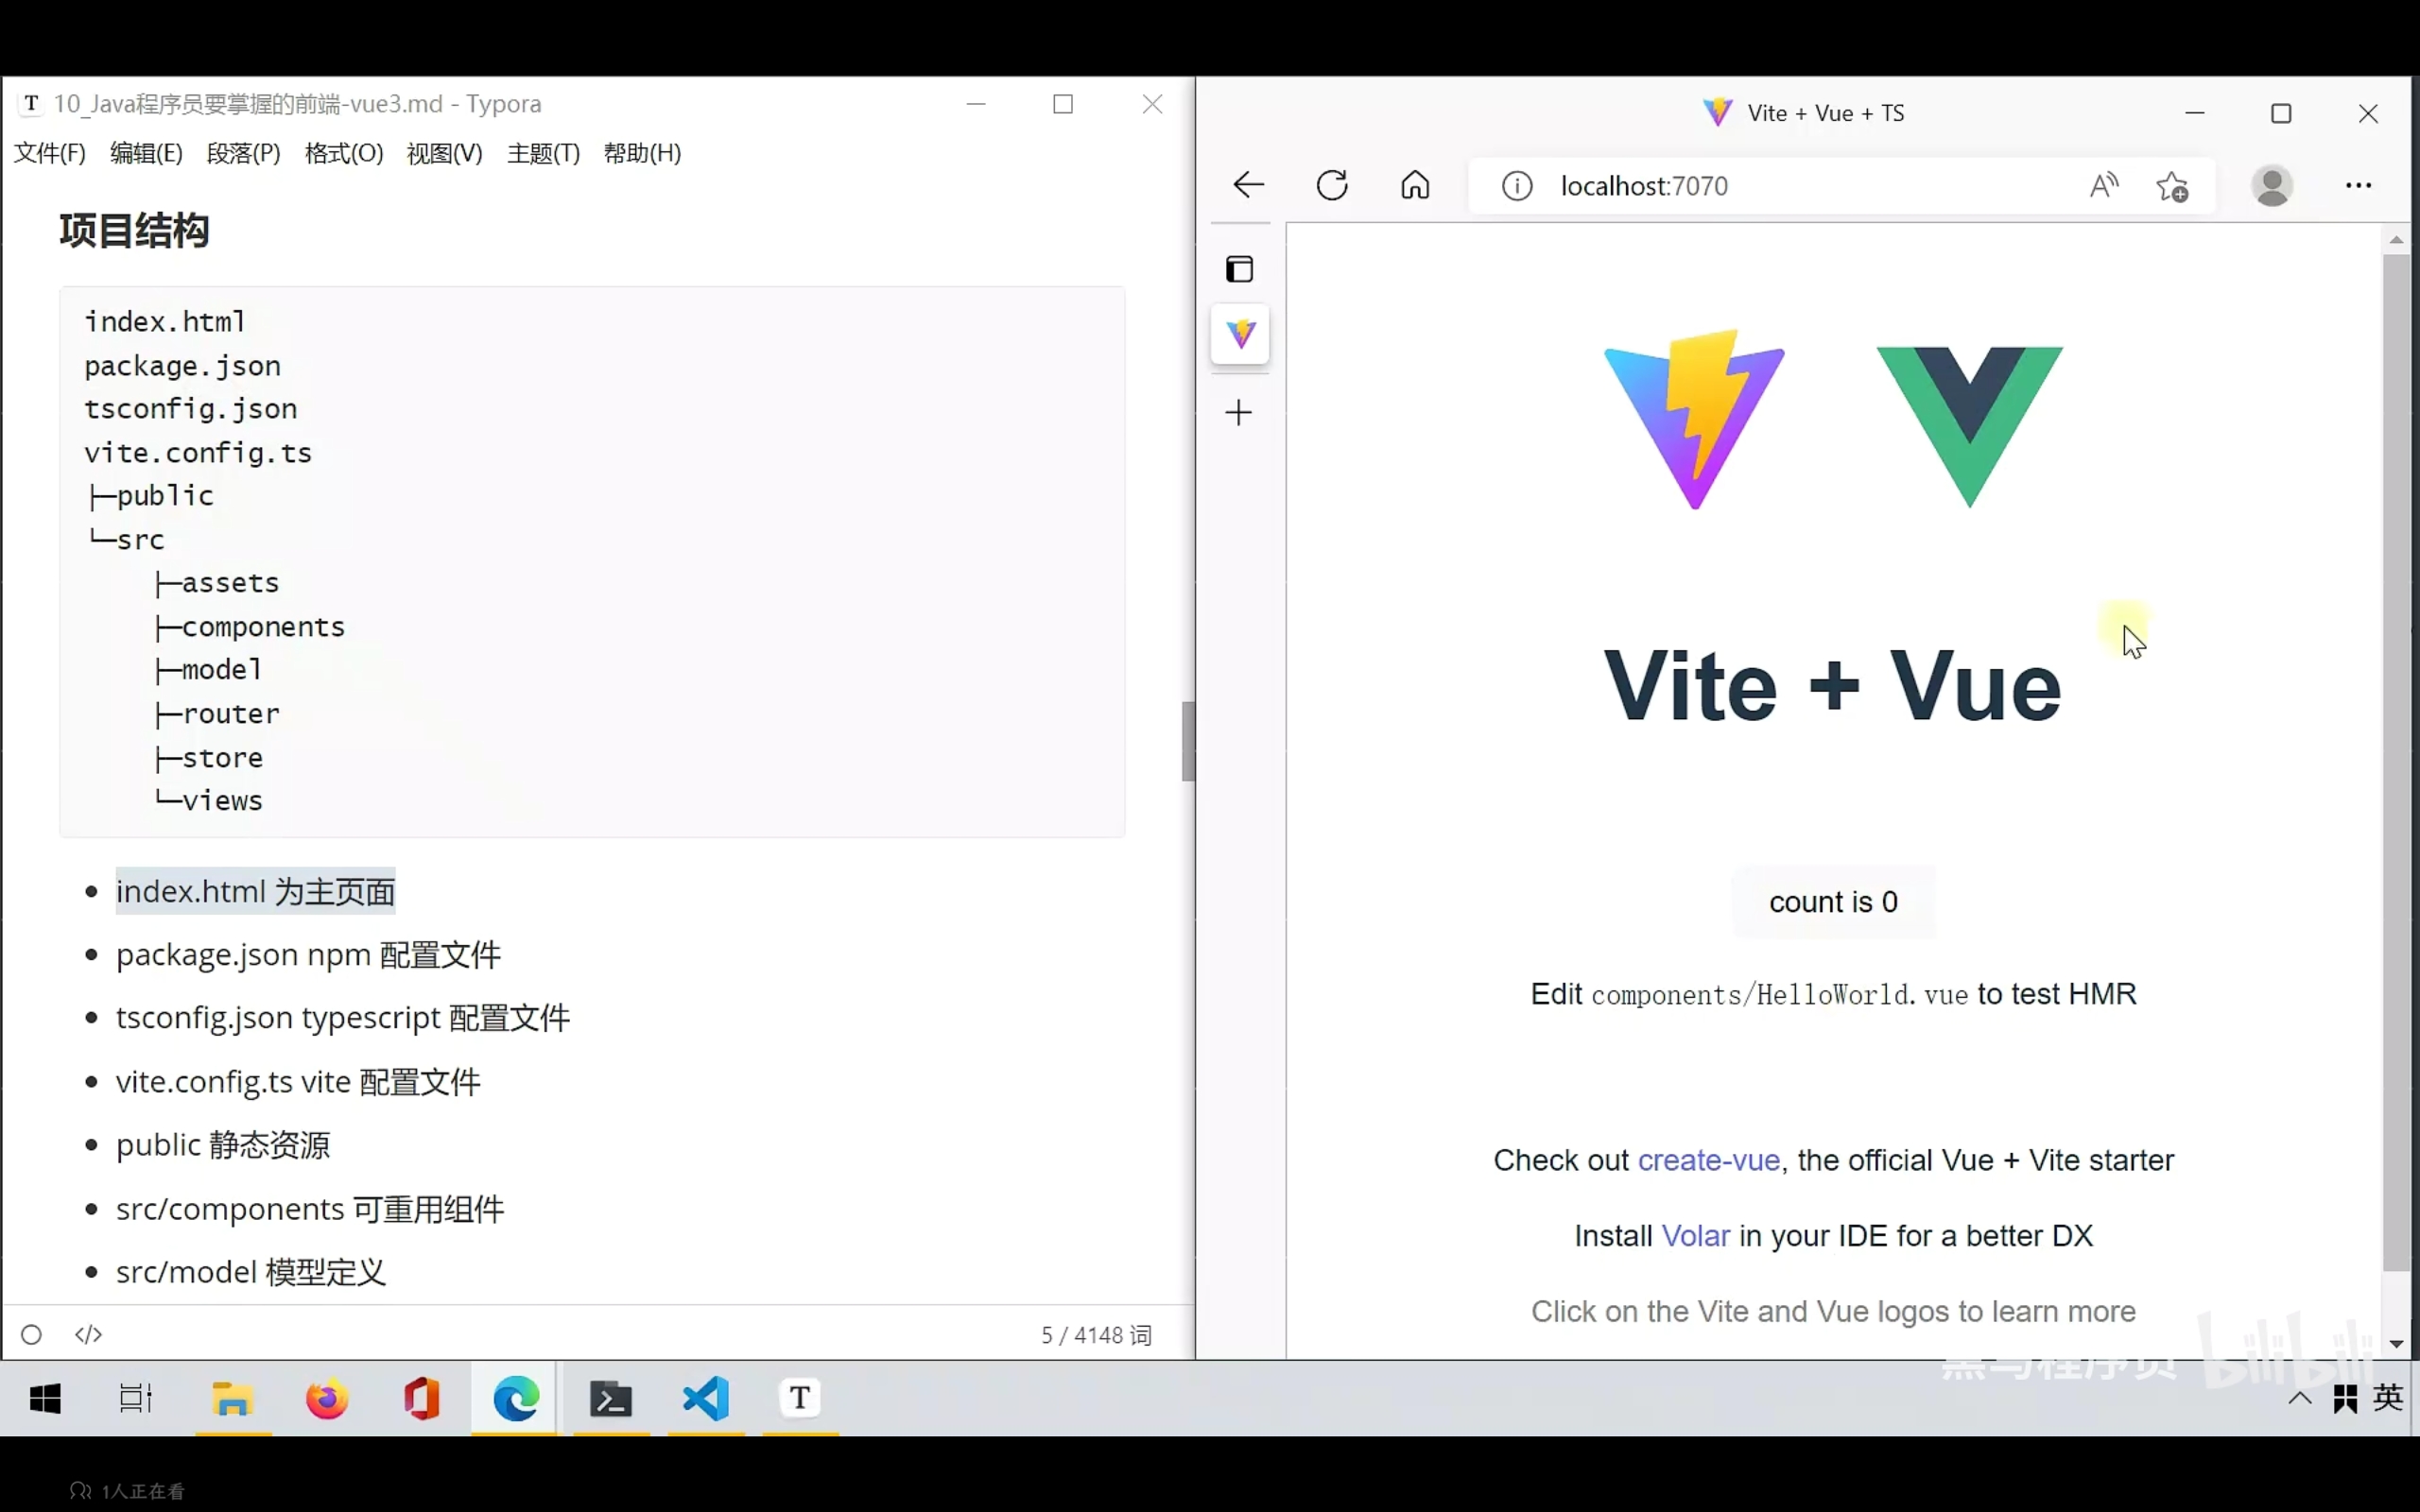 10_Java程序员要掌握的前端-vue3.md - Typora
文件(F) 编辑(E) 段落(P) 格式(O) 视图(V) 主题(T) 帮助(H)
项目结构
index.html
package.json
tsconfig.json
vite.config.ts
├─public
└─src
├─assets
├─components
├─model
├─router
├─store
└─views
index.html 为主页面
package.json npm 配置文件
tsconfig.json typescript 配置文件
vite.config.ts vite 配置文件
public 静态资源
src/components 可重用组件
src/model 模型定义
5 / 4148 词
Vite + Vue + TS
localhost:7070
Vite + Vue
count is 0
Edit components/HelloWorld.vue to test HMR
Check out create-vue, the official Vue + Vite starter
Install Volar in your IDE for a better DX
Click on the Vite and Vue logos to learn more
黑马程序员 bilibili
英
1人正在看